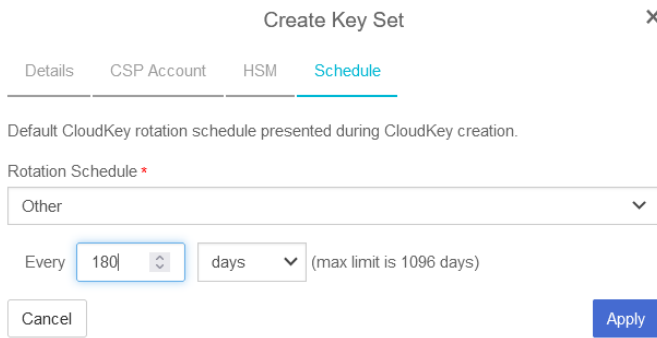 Create Key Set
Details CSP Account HSM Schedule
Default CloudKey rotation schedule presented during CloudKey creation.
Rotation Schedule *
Other
Every 180 days (max limit is 1096 days)
Cancel Apply